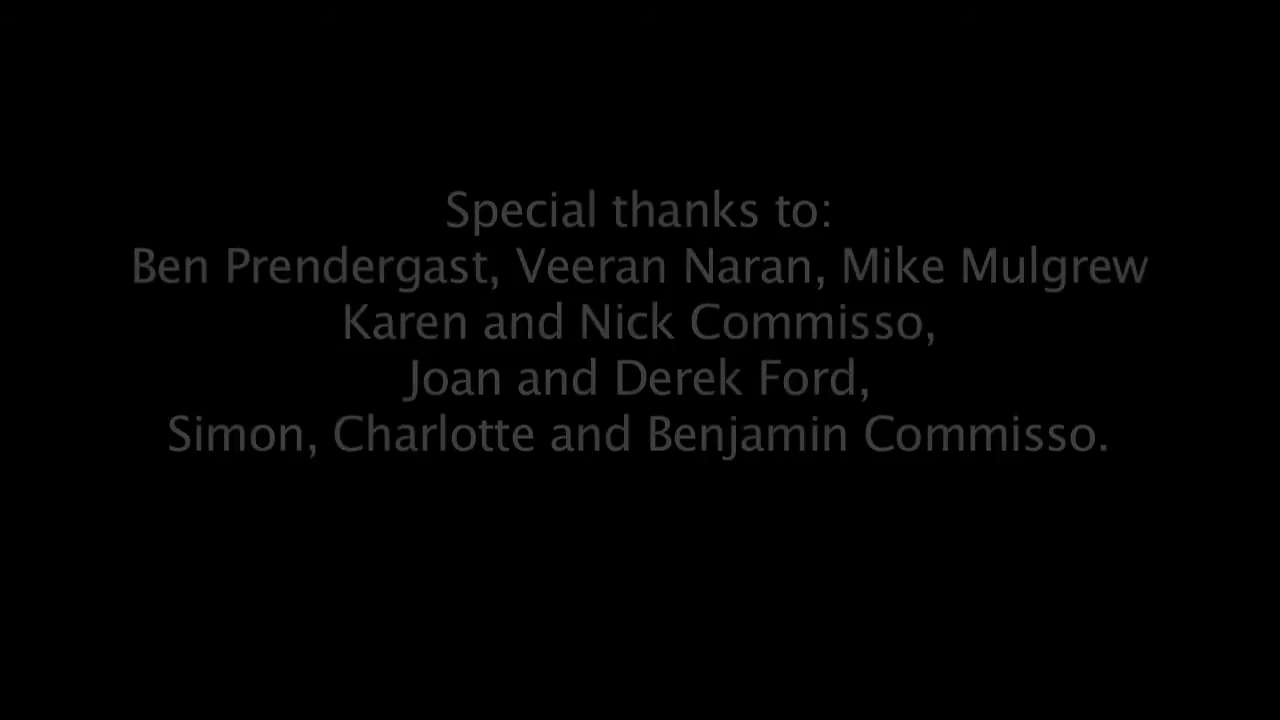 Special thanks to:
Ben Prendergast, Veeran Naran, Mike Mulgrew
Karen and Nick Commisso,
Joan and Derek Ford,
Simon, Charlotte and Benjamin Commisso.